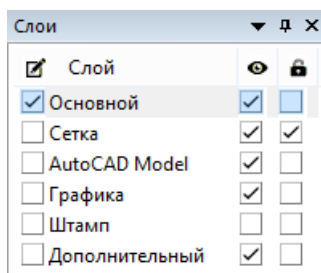 Слои
Слой
Основной
Сетка
AutoCAD Model
Графика
Штамп
Дополнительный